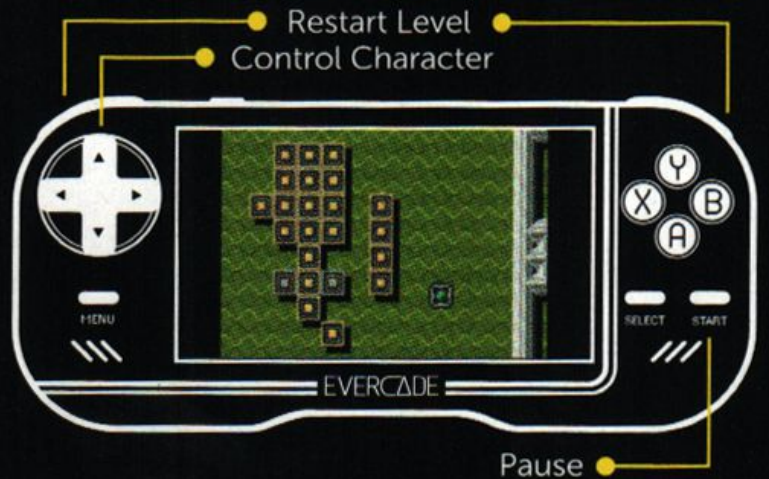 Restart Level
Control Character
Y
X B
A
MENU
SELECT START
EVERCADE
Pause